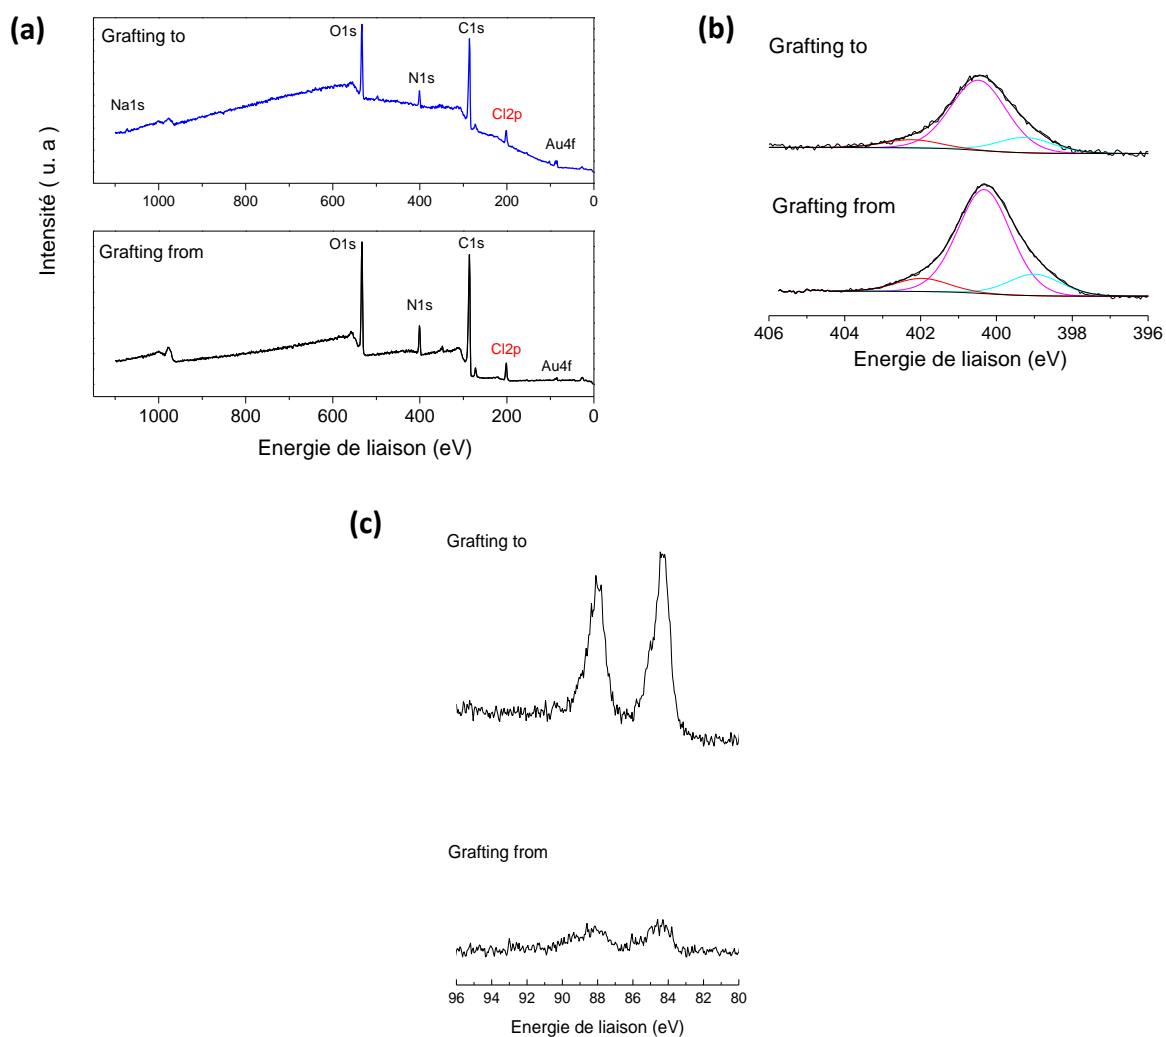 (a)
Grafting to
O1s
C1s
N1s
Na1s
Cl2p
Au4f
1000 800 600 400 200 0
Grafting from
O1s
C1s
N1s
Cl2p
Au4f
1000 800 600 400 200 0
Energie de liaison (eV)
Intensité ( u. a )
(b)
Grafting to
Grafting from
406 404 402 400 398 396
Energie de liaison (eV)
(c)
Grafting to
Grafting from
96 94 92 90 88 86 84 82 80
Energie de liaison (eV)